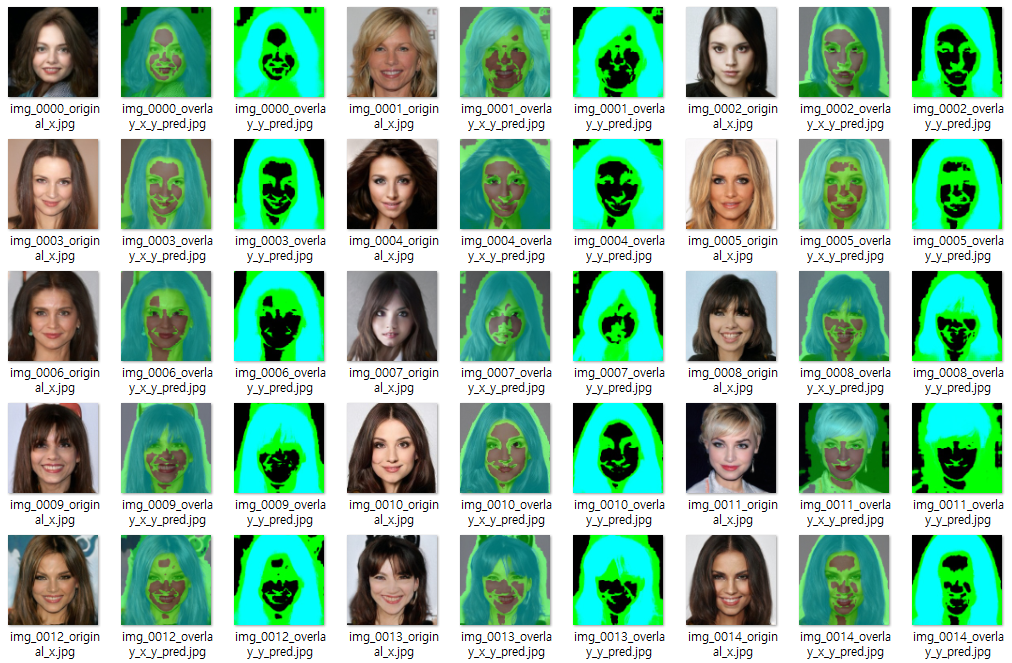 img_0000_origin
al_x.jpg
img_0000_overla
y_x_y_pred.jpg
img_0000_overla
y_y_pred.jpg
img_0001_origin
al_x.jpg
img_0001_overla
y_x_y_pred.jpg
img_0001_overla
y_y_pred.jpg
img_0002_origin
al_x.jpg
img_0002_overla
y_x_y_pred.jpg
img_0002_overla
y_y_pred.jpg
img_0003_origin
al_x.jpg
img_0003_overla
y_x_y_pred.jpg
img_0003_overla
y_y_pred.jpg
img_0004_origin
al_x.jpg
img_0004_overla
y_x_y_pred.jpg
img_0004_overla
y_y_pred.jpg
img_0005_origin
al_x.jpg
img_0005_overla
y_x_y_pred.jpg
img_0005_overla
y_y_pred.jpg
img_0006_origin
al_x.jpg
img_0006_overla
y_x_y_pred.jpg
img_0006_overla
y_y_pred.jpg
img_0007_origin
al_x.jpg
img_0007_overla
y_x_y_pred.jpg
img_0007_overla
y_y_pred.jpg
img_0008_origin
al_x.jpg
img_0008_overla
y_x_y_pred.jpg
img_0008_overla
y_y_pred.jpg
img_0009_origin
al_x.jpg
img_0009_overla
y_x_y_pred.jpg
img_0009_overla
y_y_pred.jpg
img_0010_origin
al_x.jpg
img_0010_overla
y_x_y_pred.jpg
img_0010_overla
y_y_pred.jpg
img_0011_origin
al_x.jpg
img_0011_overla
y_x_y_pred.jpg
img_0011_overla
y_y_pred.jpg
img_0012_origin
al_x.jpg
img_0012_overla
y_x_y_pred.jpg
img_0012_overla
y_y_pred.jpg
img_0013_origin
al_x.jpg
img_0013_overla
y_x_y_pred.jpg
img_0013_overla
y_y_pred.jpg
img_0014_origin
al_x.jpg
img_0014_overla
y_x_y_pred.jpg
img_0014_overla
y_y_pred.jpg